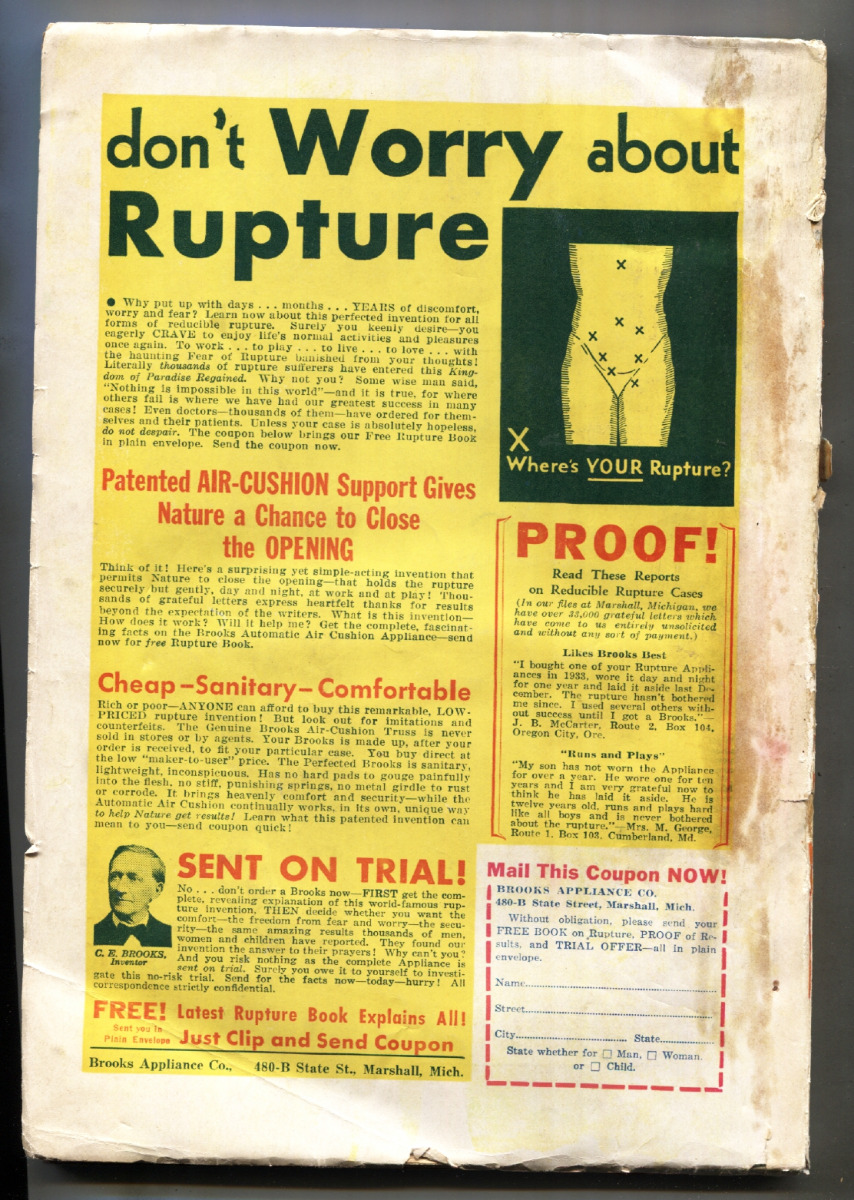 don't Worry about
Rupture
● Why put up with days . . . months . . . YEARS of discomfort,
worry and fear? Learn now about this perfected invention for all
forms of reducible rupture. Surely you keenly desire—you
eagerly CRAVE to enjoy life's normal activities and pleasures
once again. To work . . . to play . . . to live . . . to love . . . with
the haunting Fear of Rupture banished from your thoughts!
Literally thousands of rupture sufferers have entered this King-
dom of Paradise Regained. Why not you? Some wise man said,
"Nothing is impossible in this world"—and it is true, for where
others fail is where we have had our greatest success in many
cases! Even doctors—thousands of them—have ordered for them-
selves and their patients. Unless your case is absolutely hopeless,
do not despair. The coupon below brings our Free Rupture Book
in plain envelope. Send the coupon now.
X
Where's YOUR Rupture?
Patented AIR-CUSHION Support Gives
Nature a Chance to Close
the OPENING
Think of it! Here's a surprising yet simple-acting invention that
permits Nature to close the opening—that holds the rupture
securely but gently, day and night, at work and at play! Thou-
sands of grateful letters express heartfelt thanks for results
beyond the expectation of the writers. What is this invention—
How does it work? Will it help me? Get the complete, fascinat-
ing facts on the Brooks Automatic Air Cushion Appliance—send
now for free Rupture Book.
Cheap—Sanitary—Comfortable
Rich or poor—ANYONE can afford to buy this remarkable, LOW-
PRICED rupture invention! But look out for imitations and
counterfeits. The Genuine Brooks Air-Cushion Truss is never
sold in stores or by agents. Your Brooks is made up, after your
order is received, to fit your particular case. You buy direct at
the low "maker-to-user" price. The Perfected Brooks is sanitary,
lightweight, inconspicuous. Has no hard pads to gouge painfully
into the flesh, no stiff, punishing springs, no metal girdle to rust
or corrode. It brings heavenly comfort and security—while the
Automatic Air Cushion continually works, in its own, unique way
to help Nature get results! Learn what this patented invention can
mean to you—send coupon quick!
PROOF!
Read These Reports
on Reducible Rupture Cases
(In our files at Marshall, Michigan, we
have over 33,000 grateful letters which
have come to us entirely unsolicited
and without any sort of payment.)
Likes Brooks Best
"I bought one of your Rupture Appli-
ances in 1933, wore it day and night
for one year and laid it aside last De-
cember. The rupture hasn't bothered
me since. I used several others with-
out success until I got a Brooks."—
J. B. McCarter, Route 2, Box 104,
Oregon City, Ore.
"Runs and Plays"
"My son has not worn the Appliance
for over a year. He wore one for ten
years and I am very grateful now to
think he has laid it aside. He is
twelve years old, runs and plays hard
like all boys and is never bothered
about the rupture."—Mrs. M. George,
Route 1, Box 103, Cumberland, Md.
C. E. BROOKS,
Inventor
SENT ON TRIAL!
No . . . don't order a Brooks now—FIRST get the com-
plete, revealing explanation of this world-famous rup-
ture invention, THEN decide whether you want the
comfort—the freedom from fear and worry—the secu-
rity—the same amazing results thousands of men,
women and children have reported. They found our
invention the answer to their prayers! Why can't you?
And you risk nothing as the complete Appliance is
sent on trial. Surely you owe it to yourself to investi-
gate this no-risk trial. Send for the facts now—today—hurry! All
correspondence strictly confidential.
FREE! Latest Rupture Book Explains All!
Sent you in
Plain Envelope
Just Clip and Send Coupon
Brooks Appliance Co., 480-B State St., Marshall, Mich.
Mail This Coupon NOW!
BROOKS APPLIANCE CO.
480-B State Street, Marshall, Mich.
Without obligation, please send your
FREE BOOK on Rupture, PROOF of Re-
sults, and TRIAL OFFER—all in plain
envelope.
Name
Street
City State
State whether for □ Man, □ Woman
or □ Child.